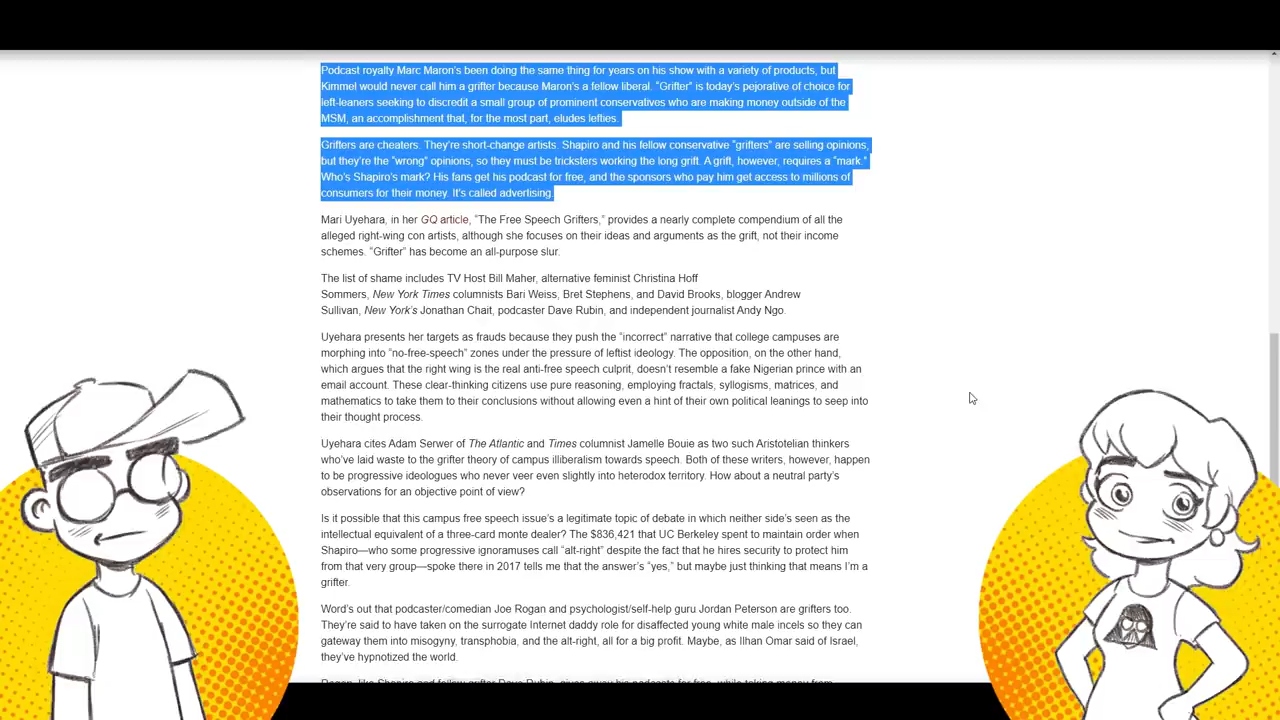 Podcast royalty Marc Maron's been doing the same thing for years on his show with a variety of products, but
Kimmel would never call him a grifter because Maron's a fellow liberal. "Grifter" is today's pejorative of choice for
left-leaners seeking to discredit a small group of prominent conservatives who are making money outside of the
MSM, an accomplishment that, for the most part, eludes lefties.
Grifters are cheaters. They're short-change artists. Shapiro and his fellow conservative "grifters" are selling opinions,
but they're the "wrong" opinions, so they must be tricksters working the long grift. A grift, however, requires a "mark."
Who's Shapiro's mark? His fans get his podcast for free, and the sponsors who pay him get access to millions of
consumers for their money. It's called advertising.
Mari Uyehara, in her GQ article, "The Free Speech Grifters," provides a nearly complete compendium of all the
alleged right-wing con artists, although she focuses on their ideas and arguments as the grift, not their income
schemes. "Grifter" has become an all-purpose slur.
The list of shame includes TV Host Bill Maher, alternative feminist Christina Hoff
Sommers, New York Times columnists Bari Weiss, Bret Stephens, and David Brooks, blogger Andrew
Sullivan, New York's Jonathan Chait, podcaster Dave Rubin, and independent journalist Andy Ngo.
Uyehara presents her targets as frauds because they push the "incorrect" narrative that college campuses are
morphing into "no-free-speech" zones under the pressure of leftist ideology. The opposition, on the other hand,
which argues that the right wing is the real anti-free speech culprit, doesn't resemble a fake Nigerian prince with an
email account. These clear-thinking citizens use pure reasoning, employing fractals, syllogisms, matrices, and
mathematics to take them to their conclusions without allowing even a hint of their own political leanings to seep into
their thought process.
Uyehara cites Adam Serwer of The Atlantic and Times columnist Jamelle Bouie as two such Aristotelian thinkers
who've laid waste to the grifter theory of campus illiberalism towards speech. Both of these writers, however, happen
to be progressive ideologues who never veer even slightly into heterodox territory. How about a neutral party's
observations for an objective point of view?
Is it possible that this campus free speech issue's a legitimate topic of debate in which neither side's seen as the
intellectual equivalent of a three-card monte dealer? The $836,421 that UC Berkeley spent to maintain order when
Shapiro—who some progressive ignoramuses call "alt-right" despite the fact that he hires security to protect him
from that very group—spoke there in 2017 tells me that the answer's "yes," but maybe just thinking that means I'm a
grifter.
Word's out that podcaster/comedian Joe Rogan and psychologist/self-help guru Jordan Peterson are grifters too.
They're said to have taken on the surrogate Internet daddy role for disaffected young white male incels so they can
gateway them into misogyny, transphobia, and the alt-right, all for a big profit. Maybe, as Ilhan Omar said of Israel,
they've hypnotized the world.
Rogan, like Shapiro and fellow grifter Dave Rubin, gives away his podcasts for free, while taking money from